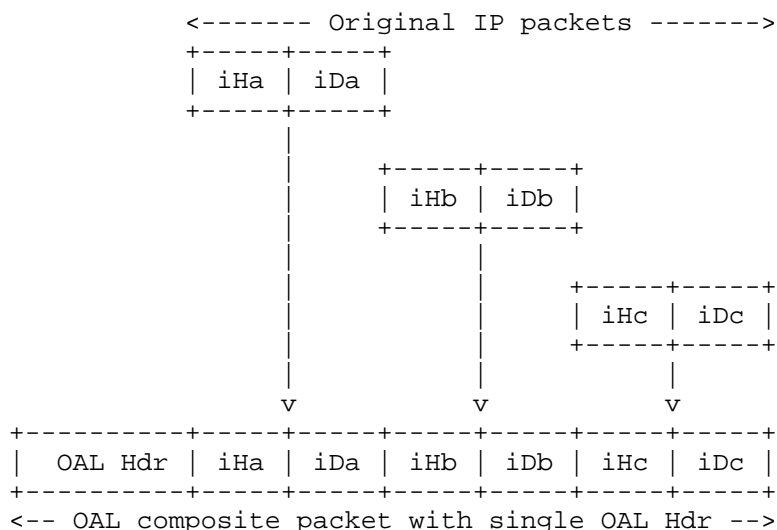 <------- Original IP packets ------->
+-----+-----+
| iHa | iDa |
+-----+-----+
|
| +-----+-----+
| | iHb | iDb |
| +-----+-----+
| |
| | +-----+-----+
| | | iHc | iDc |
| | +-----+-----+
| | |
v v v
+----------+-----+-----+-----+-----+-----+-----+
| OAL Hdr | iHa | iDa | iHb | iDb | iHc | iDc |
+----------+-----+-----+-----+-----+-----+-----+
<-- OAL composite packet with single OAL Hdr -->